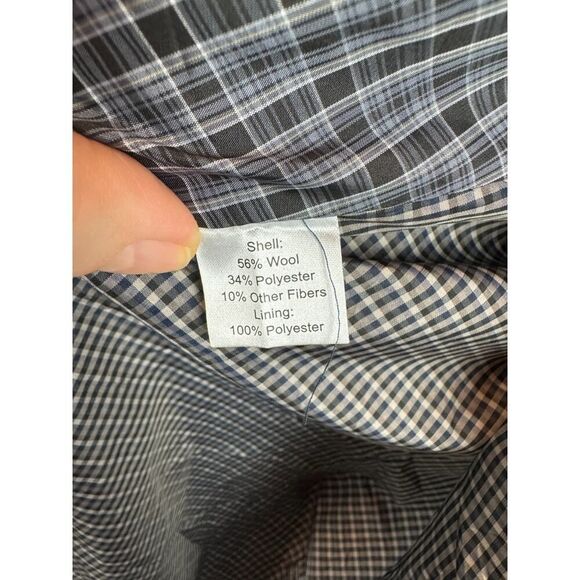 Shell:
56% Wool
34% Polyester
10% Other Fibers
Lining:
100% Polyester